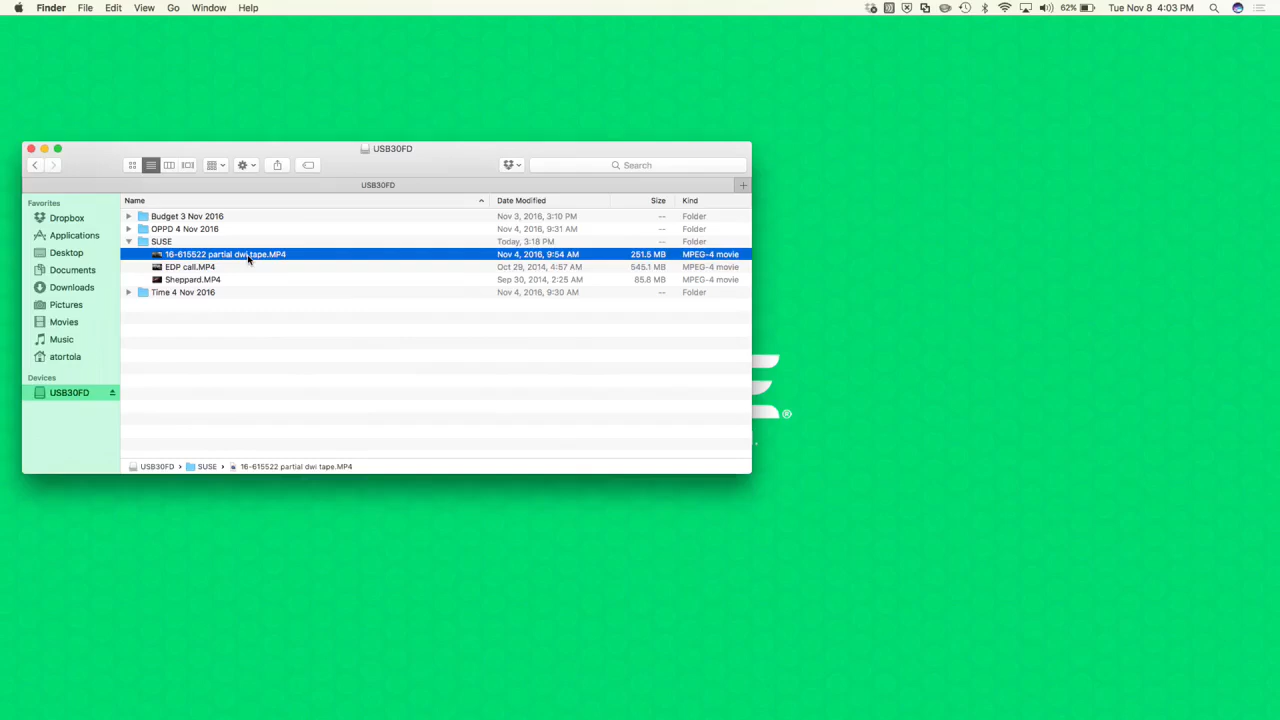 Finder File Edit View Go Window Help 62% Tue Nov 8 4:03 PM
USB30FD
Search
USB30FD
Favorites
Dropbox
Applications
Desktop
Documents
Downloads
Pictures
Movies
Music
atortola
Devices
USB30FD
Name Date Modified Size Kind
Budget 3 Nov 2016 Nov 3, 2016, 3:10 PM -- Folder
OPPD 4 Nov 2016 Nov 4, 2016, 9:31 AM -- Folder
SUSE Today, 3:18 PM -- Folder
16-615522 partial dwi tape.MP4 Nov 4, 2016, 9:54 AM 251.5 MB MPEG-4 movie
EDP call.MP4 Oct 29, 2014, 4:57 AM 545.1 MB MPEG-4 movie
Sheppard.MP4 Sep 30, 2014, 2:25 AM 85.8 MB MPEG-4 movie
Time 4 Nov 2016 Nov 4, 2016, 9:30 AM -- Folder
USB30FD › SUSE › 16-615522 partial dwi tape.MP4
®